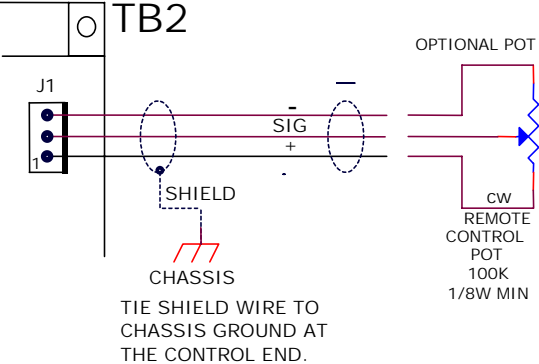 TB2
OPTIONAL POT
J1
-
SIG
+
1
SHIELD
CW
REMOTE
CONTROL
POT
100K
1/8W MIN
CHASSIS
TIE SHIELD WIRE TO
CHASSIS GROUND AT
THE CONTROL END.